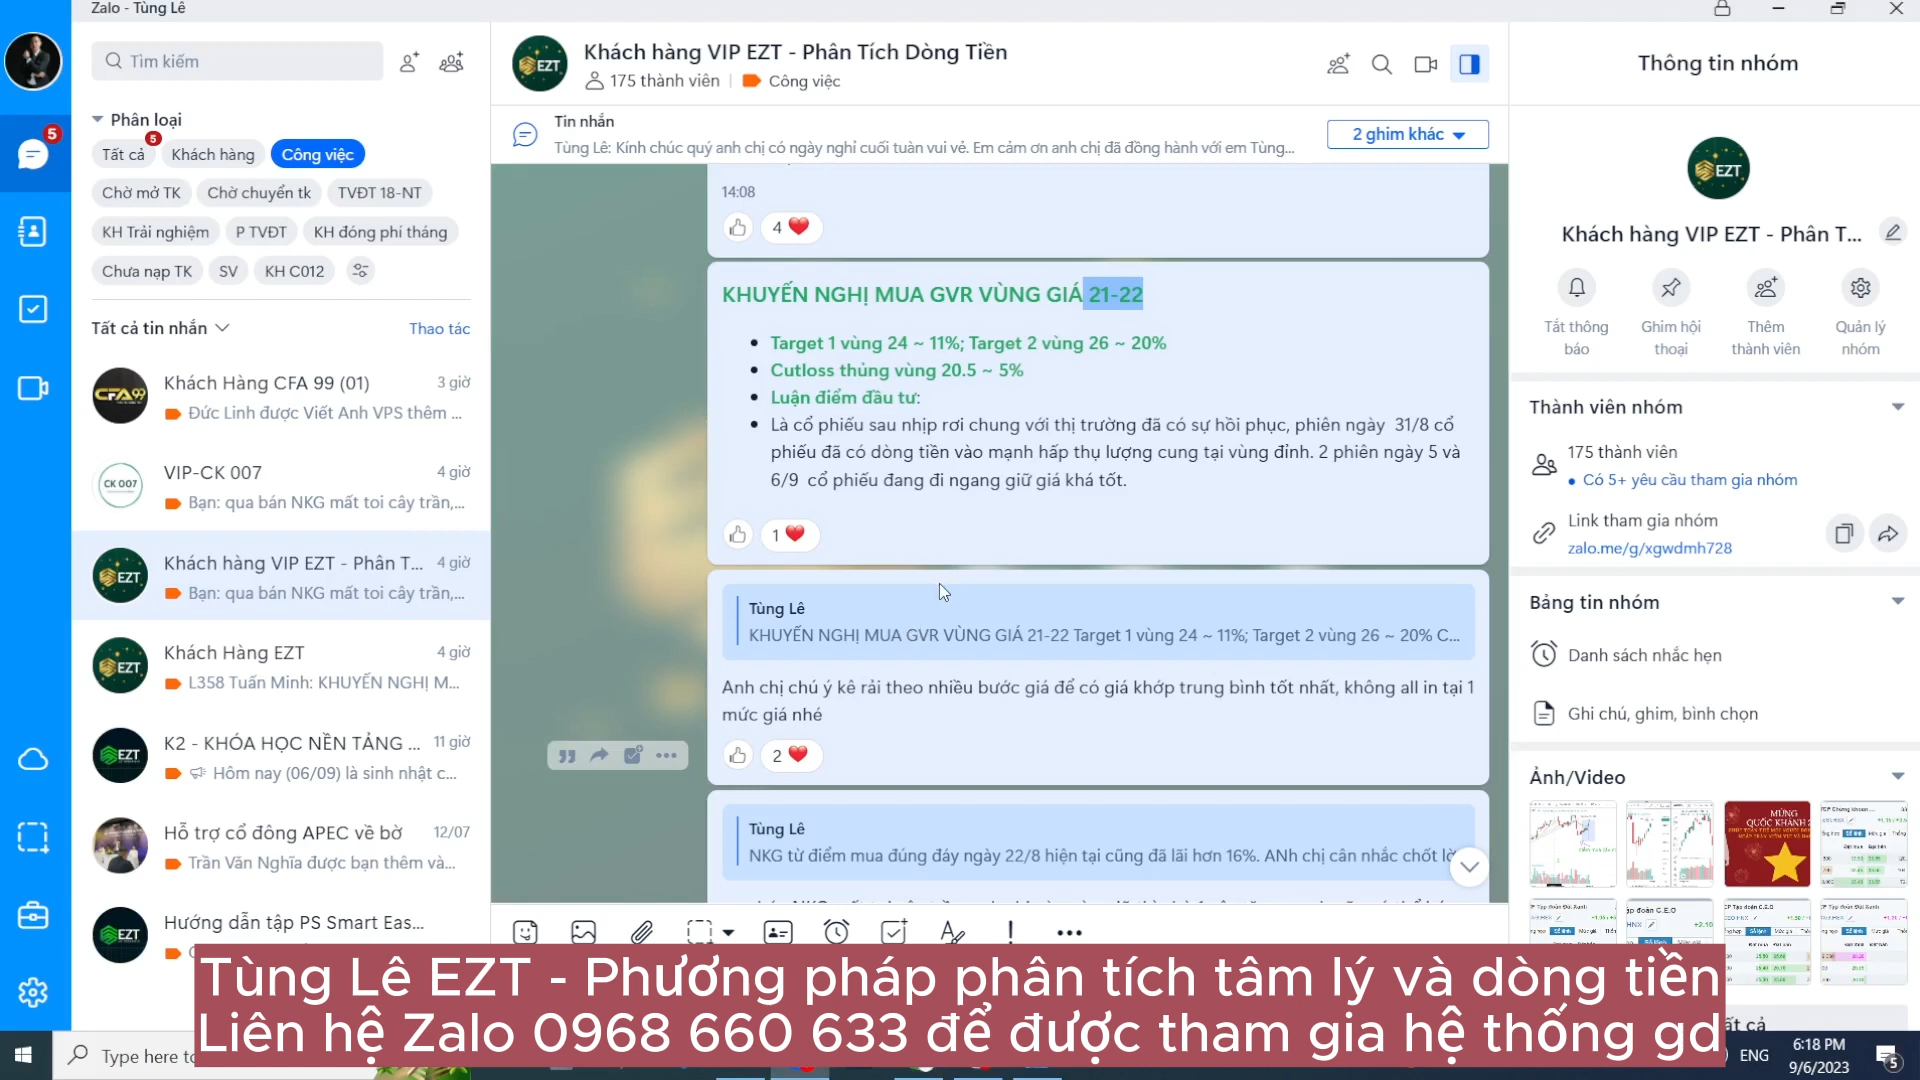 Zalo - Tùng Lê
Tìm kiếm
Phân loại
Tất cả
5
Khách hàng
Công việc
Chờ mở TK
Chờ chuyển tk
TVĐT 18-NT
KH Trải nghiệm
P TVĐT
KH đóng phí tháng
Chưa nạp TK
SV
KH C012
Tất cả tin nhắn
Thao tác
5
CFA99
Khách Hàng CFA 99 (01)
3 giờ
Đức Linh được Viết Anh VPS thêm ...
CK 007
VIP-CK 007
4 giờ
Bạn: qua bán NKG mất toi cây trần,...
EZT
Khách hàng VIP EZT - Phân T...
4 giờ
Bạn: qua bán NKG mất toi cây trần,...
EZT
Khách Hàng EZT
4 giờ
L358 Tuấn Minh: KHUYẾN NGHỊ M...
EZT
K2 - KHÓA HỌC NỀN TẢNG ...
11 giờ
Hôm nay (06/09) là sinh nhật c...
Hỗ trợ cổ đông APEC về bờ
12/07
Trần Văn Nghĩa được bạn thêm và...
EZT
Hướng dẫn tập PS Smart Eas...
EZT
Khách hàng VIP EZT - Phân Tích Dòng Tiền
175 thành viên
Công việc
Tin nhắn
Tùng Lê: Kính chúc quý anh chị có ngày nghỉ cuối tuần vui vẻ. Em cảm ơn anh chị đã đồng hành với em Tùng...
2 ghim khác
14:08
4
KHUYẾN NGHỊ MUA GVR VÙNG GIÁ 21-22
Target 1 vùng 24 ~ 11%; Target 2 vùng 26 ~ 20%
Cutloss thủng vùng 20.5 ~ 5%
Luận điểm đầu tư:
Là cổ phiếu sau nhịp rơi chung với thị trường đã có sự hồi phục, phiên ngày 31/8 cổ
phiếu đã có dòng tiền vào mạnh hấp thụ lượng cung tại vùng đỉnh. 2 phiên ngày 5 và
6/9 cổ phiếu đang đi ngang giữ giá khá tốt.
1
Tùng Lê
KHUYẾN NGHỊ MUA GVR VÙNG GIÁ 21-22 Target 1 vùng 24 ~ 11%; Target 2 vùng 26 ~ 20% C...
Anh chị chú ý kê rải theo nhiều bước giá để có giá khớp trung bình tốt nhất, không all in tại 1
mức giá nhé
2
Tùng Lê
NKG từ điểm mua đúng đáy ngày 22/8 hiện tại cũng đã lãi hơn 16%. ANh chị cân nhắc chốt lờ
Thông tin nhóm
EZT
Khách hàng VIP EZT - Phân T...
Tắt thông
báo
Ghim hội
thoại
Thêm
thành viên
Quản lý
nhóm
Thành viên nhóm
175 thành viên
Có 5+ yêu cầu tham gia nhóm
Link tham gia nhóm
zalo.me/g/xgwdmh728
Bảng tin nhóm
Danh sách nhắc hẹn
Ghi chú, ghim, bình chọn
Ảnh/Video
MỪNG
QUỐC KHÁNH
Tùng Lê EZT - Phương pháp phân tích tâm lý và dòng tiền
Liên hệ Zalo 0968 660 633 để được tham gia hệ thống gd
Type here to
ENG
6:18 PM
9/6/2023
5